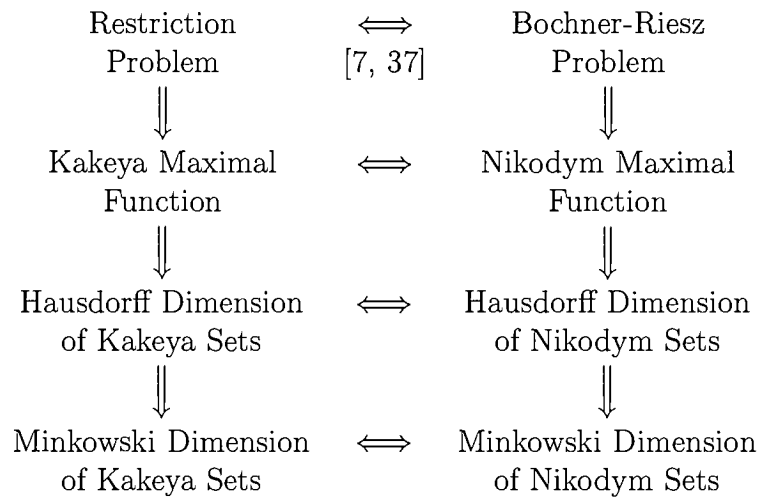 Restriction ⟺ Bochner-Riesz
Problem [7, 37] Problem
⇓ ⇓
Kakeya Maximal ⟺ Nikodym Maximal
Function Function
⇓ ⇓
Hausdorff Dimension ⟺ Hausdorff Dimension
of Kakeya Sets of Nikodym Sets
⇓ ⇓
Minkowski Dimension ⟺ Minkowski Dimension
of Kakeya Sets of Nikodym Sets